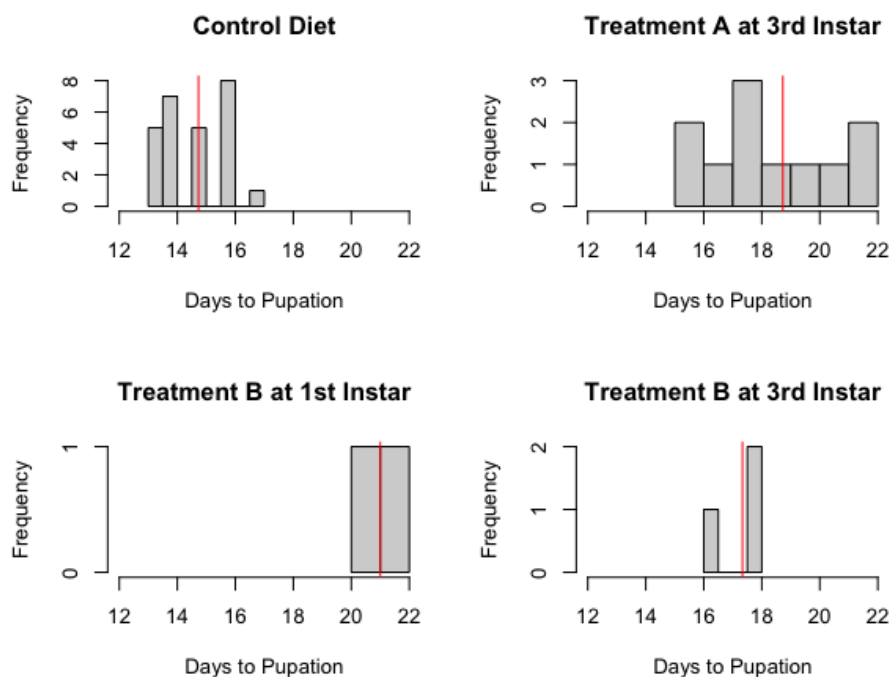 Control Diet
Frequency
0 2 4 6 8
12 14 16 18 20 22
Days to Pupation
Treatment A at 3rd Instar
Frequency
0 1 2 3
12 14 16 18 20 22
Days to Pupation
Treatment B at 1st Instar
Frequency
0 1
12 14 16 18 20 22
Days to Pupation
Treatment B at 3rd Instar
Frequency
0 1 2
12 14 16 18 20 22
Days to Pupation